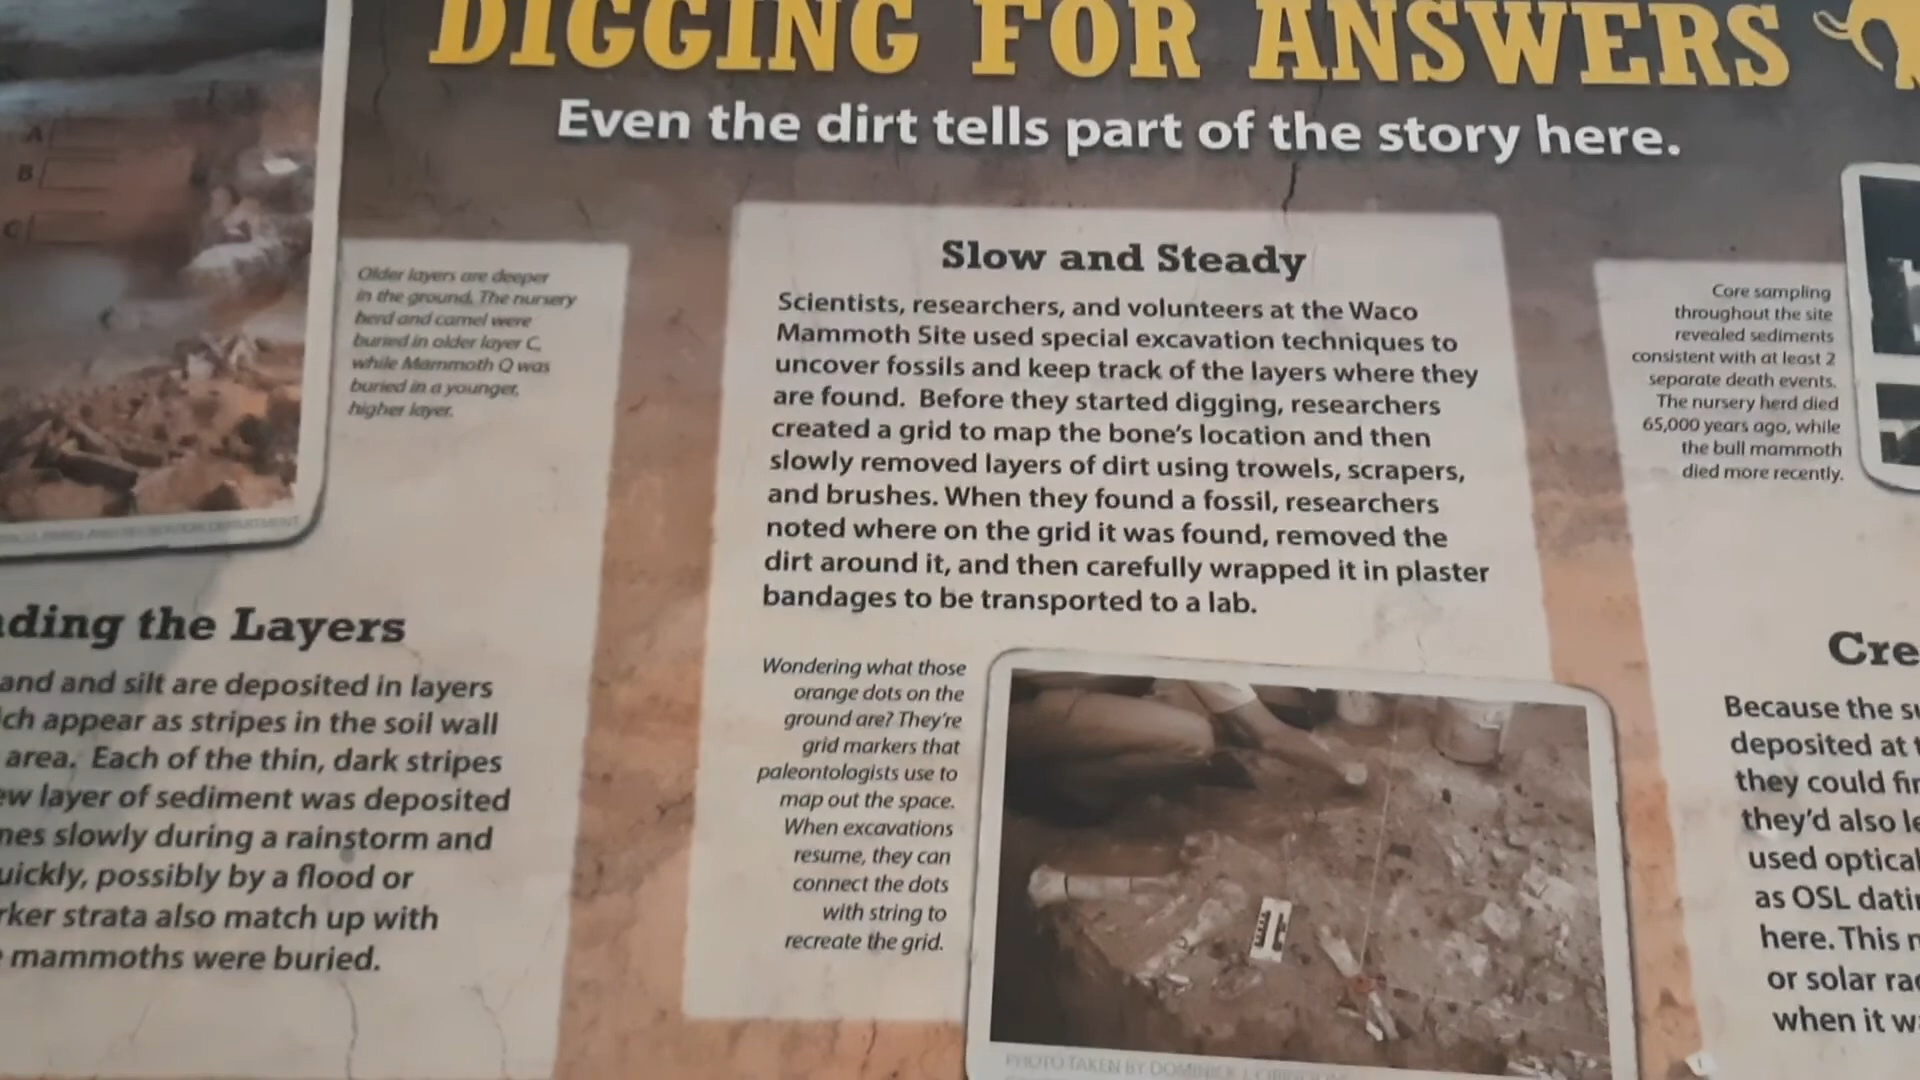 DIGGING FOR ANSWERS
Even the dirt tells part of the story here.
A
B
C
Older layers are deeper
in the ground. The nursery
herd and camel were
buried in older layer C,
while Mammoth Q was
buried in a younger,
higher layer.
ding the Layers
and and silt are deposited in layers
ch appear as stripes in the soil wall
area. Each of the thin, dark stripes
ew layer of sediment was deposited
mes slowly during a rainstorm and
uickly, possibly by a flood or
rker strata also match up with
mammoths were buried.
Slow and Steady
Scientists, researchers, and volunteers at the Waco
Mammoth Site used special excavation techniques to
uncover fossils and keep track of the layers where they
are found. Before they started digging, researchers
created a grid to map the bone's location and then
slowly removed layers of dirt using trowels, scrapers,
and brushes. When they found a fossil, researchers
noted where on the grid it was found, removed the
dirt around it, and then carefully wrapped it in plaster
bandages to be transported to a lab.
Wondering what those
orange dots on the
ground are? They're
grid markers that
paleontologists use to
map out the space.
When excavations
resume, they can
connect the dots
with string to
recreate the grid.
PHOTO TAKEN BY DOMINICK J.
Core sampling
throughout the site
revealed sediments
consistent with at least 2
separate death events.
The nursery herd died
65,000 years ago, while
the bull mammoth
died more recently.
Cre
Because the su
deposited at t
they could fin
they'd also le
used optical
as OSL datin
here. This m
or solar rad
when it wa